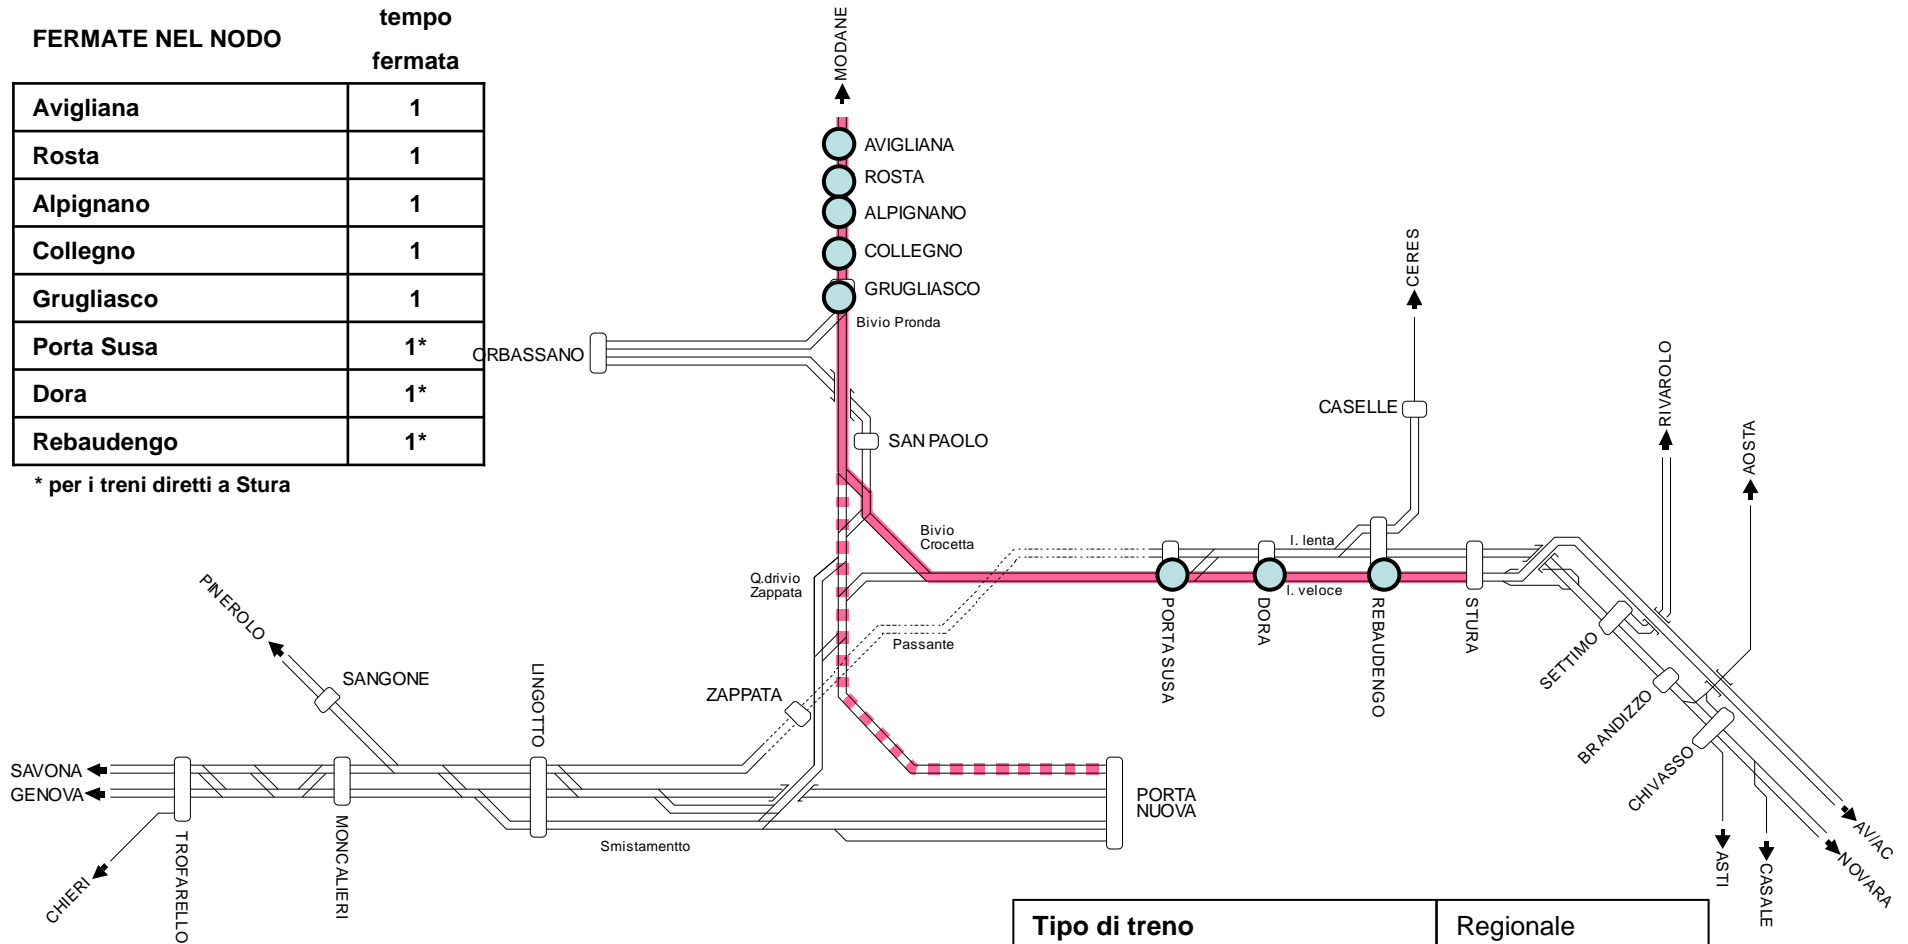 FERMATE NEL NODO
tempo
fermata
Avigliana 1
Rosta 1
Alpignano 1
Collegno 1
Grugliasco 1
Porta Susa 1*
Dora 1*
Rebaudengo 1*
* per i treni diretti a Stura
MODANE
AVIGLIANA
ROSTA
ALPIGNANO
COLLEGNO
GRUGLIASCO
Bivio Pronda
ORBASSANO
SAN PAOLO
CERES
CASELLE
RIVAROLO
AOSTA
Bivio
Crocetta
I. lenta
I. veloce
Q.drivio
Zappata
Passante
PORTA SUSA
DORA
REBAUDENGO
STURA
SETTIMO
BRANDIZZO
CHIVASSO
PINEROLO
SANGONE
LINGOTTO
ZAPPATA
SAVONA
GENOVA
CHIERI
TROFARELLO
MONCALIERI
Smistamentto
PORTA
NUOVA
ASTI
CASALE
AV/AC
NOVARA
Tipo di treno Regionale